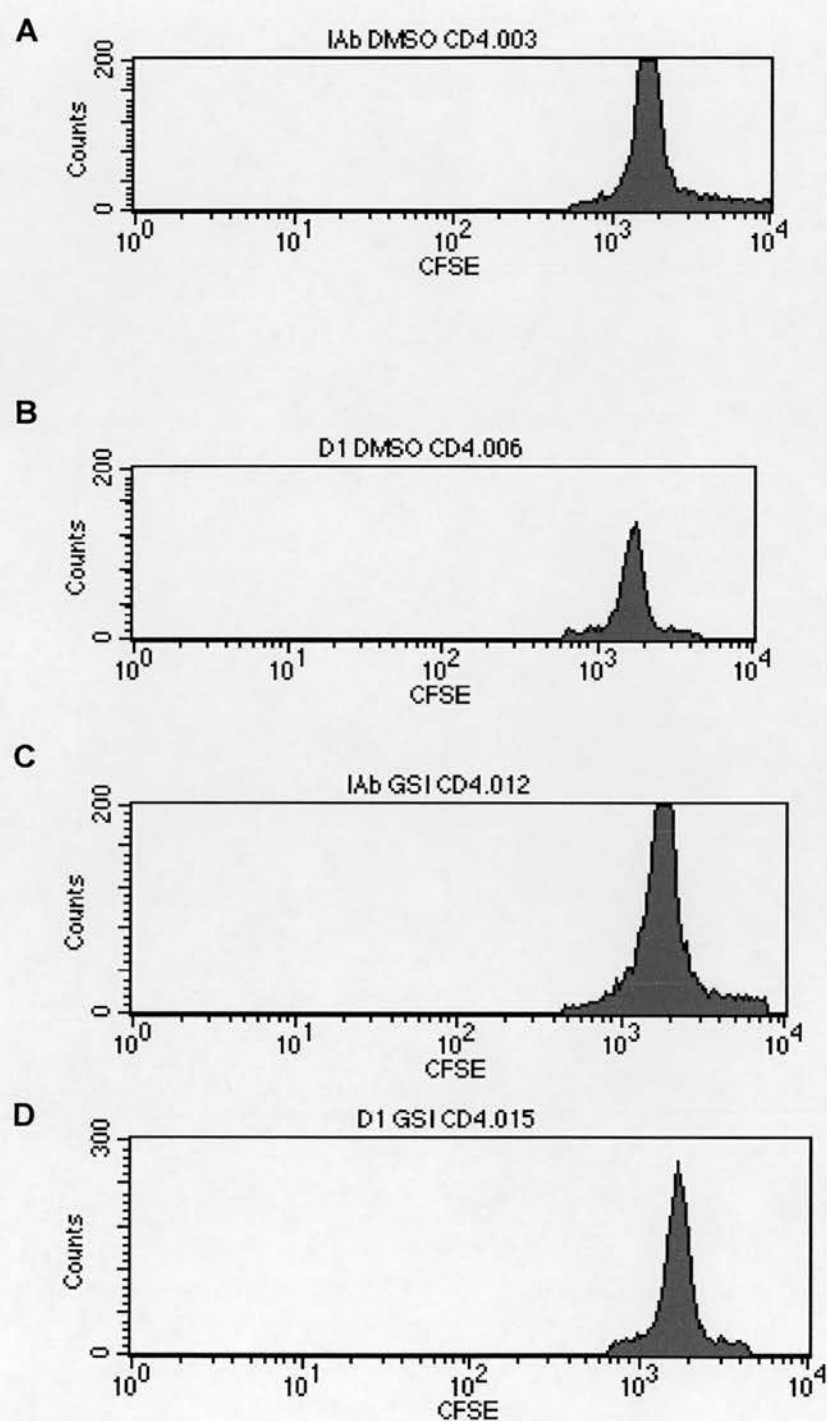 A
IAb DMSO CD4.003
200
Counts
0
10^0 10^1 10^2 10^3 10^4
CFSE
B
D1 DMSO CD4.006
200
Counts
0
10^0 10^1 10^2 10^3 10^4
CFSE
C
IAb GSI CD4.012
200
Counts
0
10^0 10^1 10^2 10^3 10^4
CFSE
D
D1 GSI CD4.015
300
Counts
0
10^0 10^1 10^2 10^3 10^4
CFSE